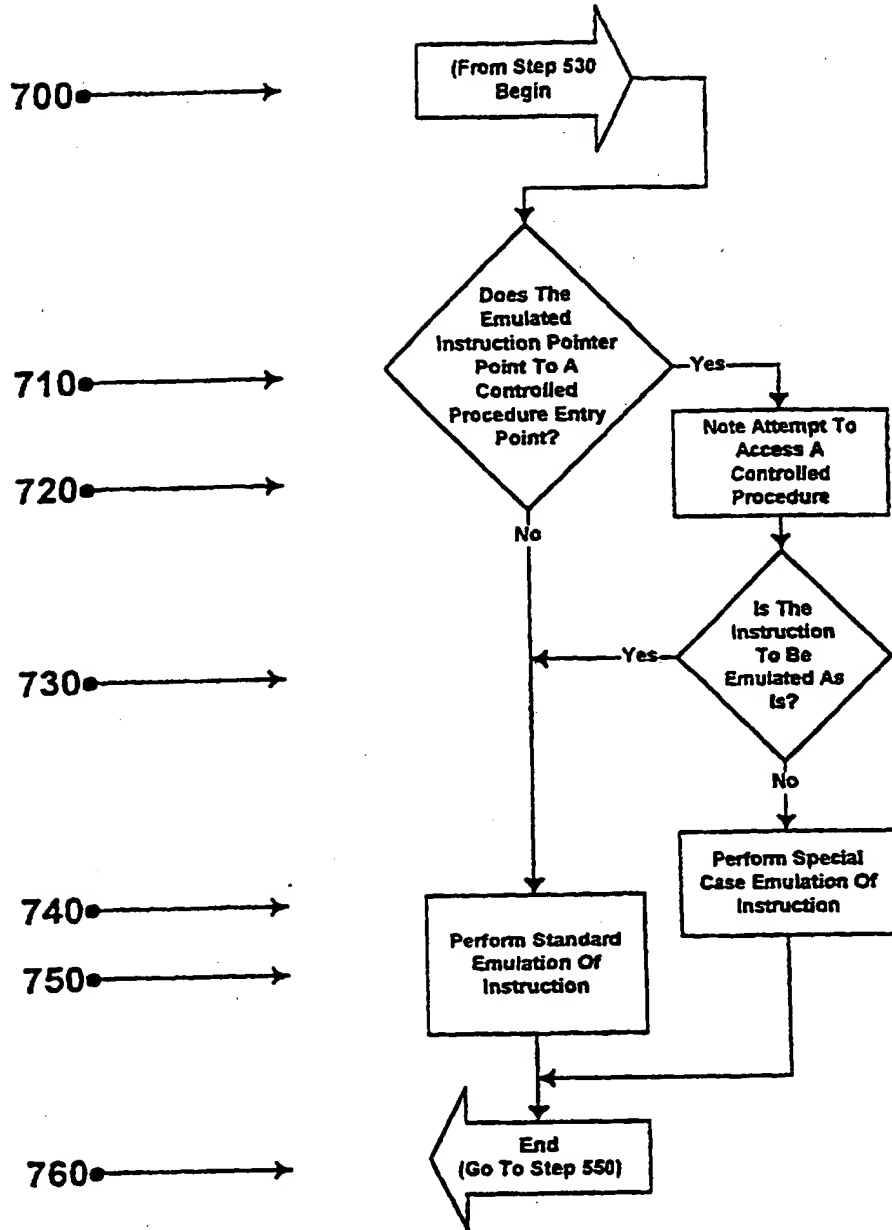 700
(From Step 530
Begin
710
Does The
Emulated
Instruction Pointer
Point To A
Controlled
Procedure Entry
Point?
Yes
720
Note Attempt To
Access A
Controlled
Procedure
No
730
Is The
Instruction
To Be
Emulated As
Is?
Yes
No
740
Perform Special
Case Emulation Of
Instruction
750
Perform Standard
Emulation Of
Instruction
760
End
(Go To Step 550)